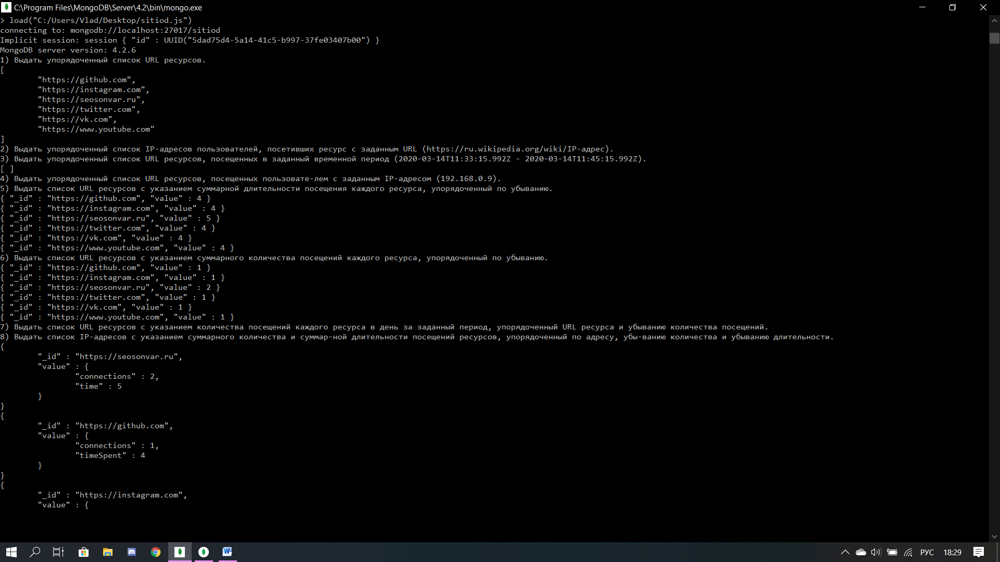 C:\Program Files\MongoDB\Server\4.2\bin\mongo.exe
> load("C:/Users/Vlad/Desktop/sitiod.js")
connecting to: mongodb://localhost:27017/sitiod
Implicit session: session { "id" : UUID("5dad75d4-5a14-41c5-b997-37fe03407b00") }
MongoDB server version: 4.2.6
1) Выдать упорядоченный список URL ресурсов.
[
        "https://github.com",
        "https://instagram.com",
        "https://seosonvar.ru",
        "https://twitter.com",
        "https://vk.com",
        "https://www.youtube.com"
]
2) Выдать упорядоченный список IP-адресов пользователей, посетивших ресурс с заданным URL (https://ru.wikipedia.org/wiki/IP-адрес).
3) Выдать упорядоченный список URL ресурсов, посещенных в заданный временной период (2020-03-14T11:33:15.992Z - 2020-03-14T11:45:15.992Z).
[ ]
4) Выдать упорядоченный список URL ресурсов, посещенных пользовате-лем с заданным IP-адресом (192.168.0.9).
5) Выдать список URL ресурсов с указанием суммарной длительности посещения каждого ресурса, упорядоченный по убыванию.
{ "_id" : "https://github.com", "value" : 4 }
{ "_id" : "https://instagram.com", "value" : 4 }
{ "_id" : "https://seosonvar.ru", "value" : 5 }
{ "_id" : "https://twitter.com", "value" : 4 }
{ "_id" : "https://vk.com", "value" : 4 }
{ "_id" : "https://www.youtube.com", "value" : 4 }
6) Выдать список URL ресурсов с указанием суммарного количества посещений каждого ресурса, упорядоченный по убыванию.
{ "_id" : "https://github.com", "value" : 1 }
{ "_id" : "https://instagram.com", "value" : 1 }
{ "_id" : "https://seosonvar.ru", "value" : 2 }
{ "_id" : "https://twitter.com", "value" : 1 }
{ "_id" : "https://vk.com", "value" : 1 }
{ "_id" : "https://www.youtube.com", "value" : 1 }
7) Выдать список URL ресурсов с указанием количества посещений каждого ресурса в день за заданный период, упорядоченный URL ресурса и убыванию количества посещений.
8) Выдать список IP-адресов с указанием суммарного количества и суммар-ной длительности посещений ресурсов, упорядоченный по адресу, убы-ванию количества и убыванию длительности.
{
        "_id" : "https://seosonvar.ru",
        "value" : {
                "connections" : 2,
                "time" : 5
        }
}
{
        "_id" : "https://github.com",
        "value" : {
                "connections" : 1,
                "timeSpent" : 4
        }
}
{
        "_id" : "https://instagram.com",
        "value" : {
РУС
18:29